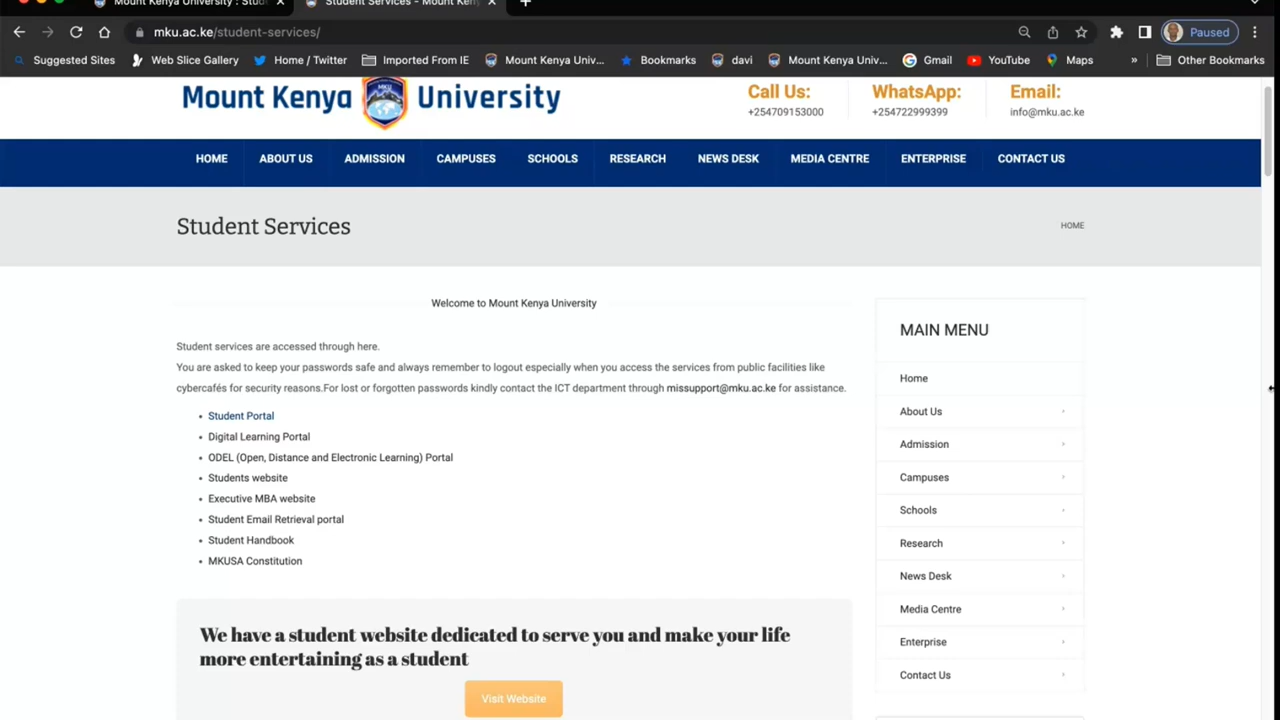 Mount Kenya University : Stud
Student Services - Mount Ken
mku.ac.ke/student-services/
Paused
Suggested Sites
Web Slice Gallery
Home / Twitter
Imported From IE
Mount Kenya Univ...
Bookmarks
davi
Mount Kenya Univ...
Gmail
YouTube
Maps
»
Other Bookmarks
Mount Kenya University
MKU
Call Us:
+254709153000
WhatsApp:
+254722999399
Email:
info@mku.ac.ke
HOME
ABOUT US
ADMISSION
CAMPUSES
SCHOOLS
RESEARCH
NEWS DESK
MEDIA CENTRE
ENTERPRISE
CONTACT US
Student Services
HOME
Welcome to Mount Kenya University
Student services are accessed through here.
You are asked to keep your passwords safe and always remember to logout especially when you access the services from public facilities like
cybercafés for security reasons.For lost or forgotten passwords kindly contact the ICT department through missupport@mku.ac.ke for assistance.
• Student Portal
• Digital Learning Portal
• ODEL (Open, Distance and Electronic Learning) Portal
• Students website
• Executive MBA website
• Student Email Retrieval portal
• Student Handbook
• MKUSA Constitution
We have a student website dedicated to serve you and make your life
more entertaining as a student
Visit Website
MAIN MENU
Home
About Us
Admission
Campuses
Schools
Research
News Desk
Media Centre
Enterprise
Contact Us